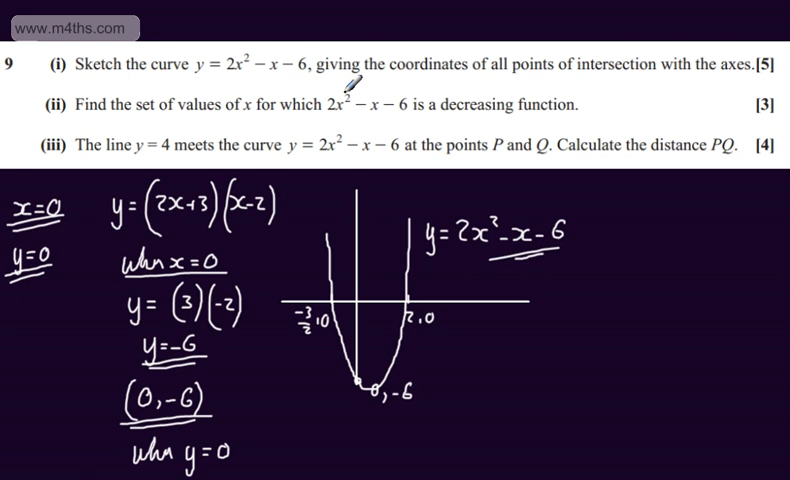 www.m4ths.com
9 (i) Sketch the curve y = 2x² − x − 6, giving the coordinates of all points of intersection with the axes.[5]
(ii) Find the set of values of x for which 2x² − x − 6 is a decreasing function. [3]
(iii) The line y = 4 meets the curve y = 2x² − x − 6 at the points P and Q. Calculate the distance PQ. [4]
x=0
y=0
y=(2x+3)(x-2)
when x=0
y= (3)(-2)
y=-6
(0,-6)
when y=0
y=2x²-x-6
-3/2,0
2,0
0,-6